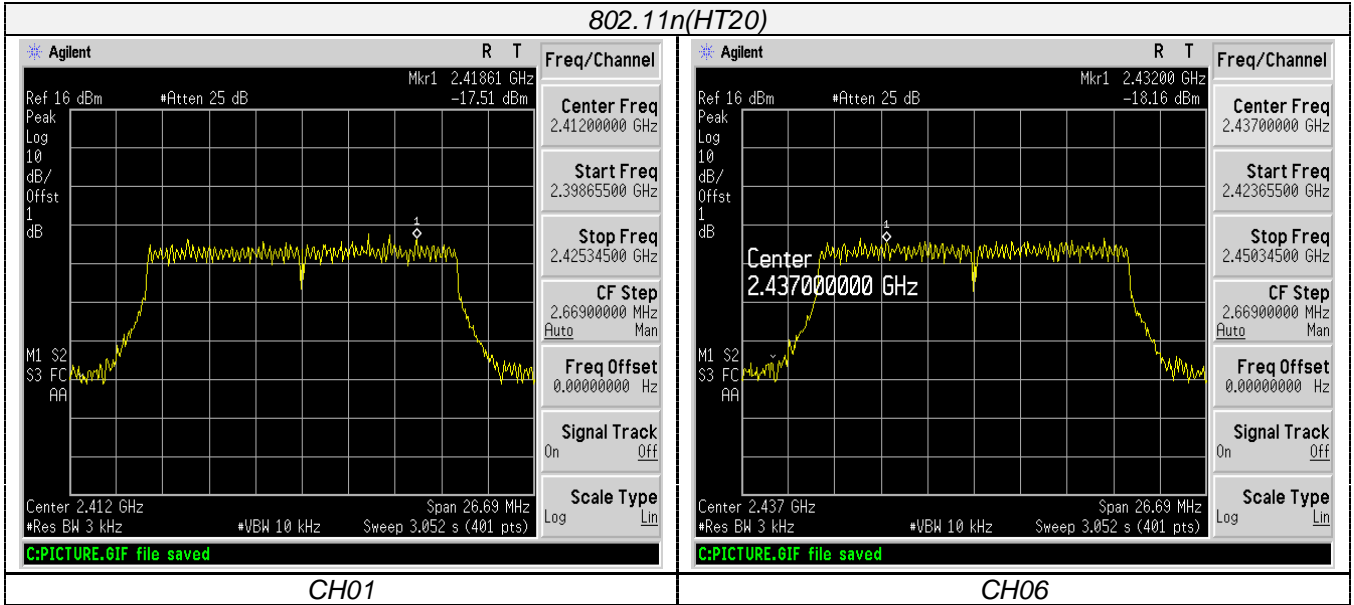 802.11n(HT20)
Agilent R T
Mkr1 2.41861 GHz
Ref 16 dBm #Atten 25 dB -17.51 dBm
Peak
Log
10
dB/
Offst
1
dB
1
M1 S2
S3 FC
AA
Center 2.412 GHz Span 26.69 MHz
#Res BW 3 kHz #VBW 10 kHz Sweep 3.052 s (401 pts)
C:PICTURE.GIF file saved
Freq/Channel
Center Freq
2.41200000 GHz
Start Freq
2.39865500 GHz
Stop Freq
2.42534500 GHz
CF Step
2.66900000 MHz
Auto Man
Freq Offset
0.00000000 Hz
Signal Track
On Off
Scale Type
Log Lin
CH01
Agilent R T
Mkr1 2.43200 GHz
Ref 16 dBm #Atten 25 dB -18.16 dBm
Peak
Log
10
dB/
Offst
1
dB
1
Center
2.437000000 GHz
M1 S2
S3 FC
AA
Center 2.437 GHz Span 26.69 MHz
#Res BW 3 kHz #VBW 10 kHz Sweep 3.052 s (401 pts)
C:PICTURE.GIF file saved
Freq/Channel
Center Freq
2.43700000 GHz
Start Freq
2.42365500 GHz
Stop Freq
2.45034500 GHz
CF Step
2.66900000 MHz
Auto Man
Freq Offset
0.00000000 Hz
Signal Track
On Off
Scale Type
Log Lin
CH06